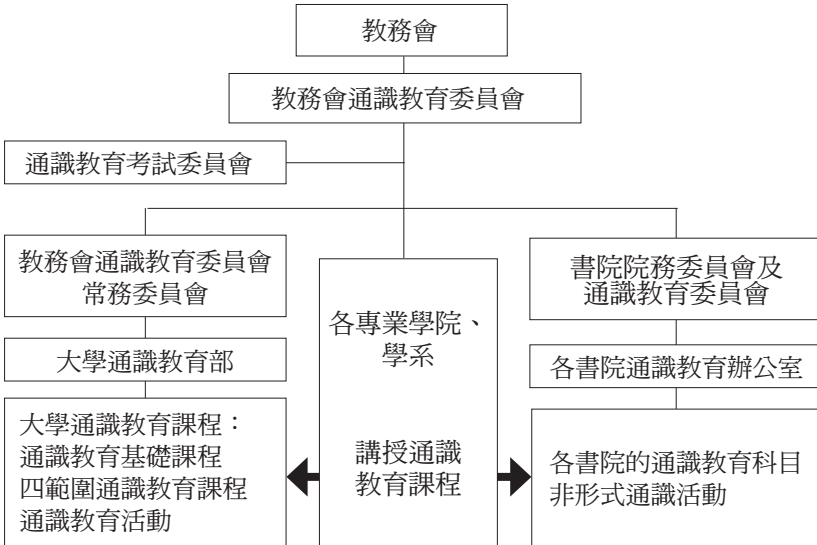 教務會
教務會通識教育委員會
通識教育考試委員會
教務會通識教育委員會
常務委員會
大學通識教育部
大學通識教育課程：
通識教育基礎課程
四範圍通識教育課程
通識教育活動
各專業學院、
學系
講授通識
教育課程
書院院務委員會及
通識教育委員會
各書院通識教育辦公室
各書院的通識教育科目
非形式通識活動